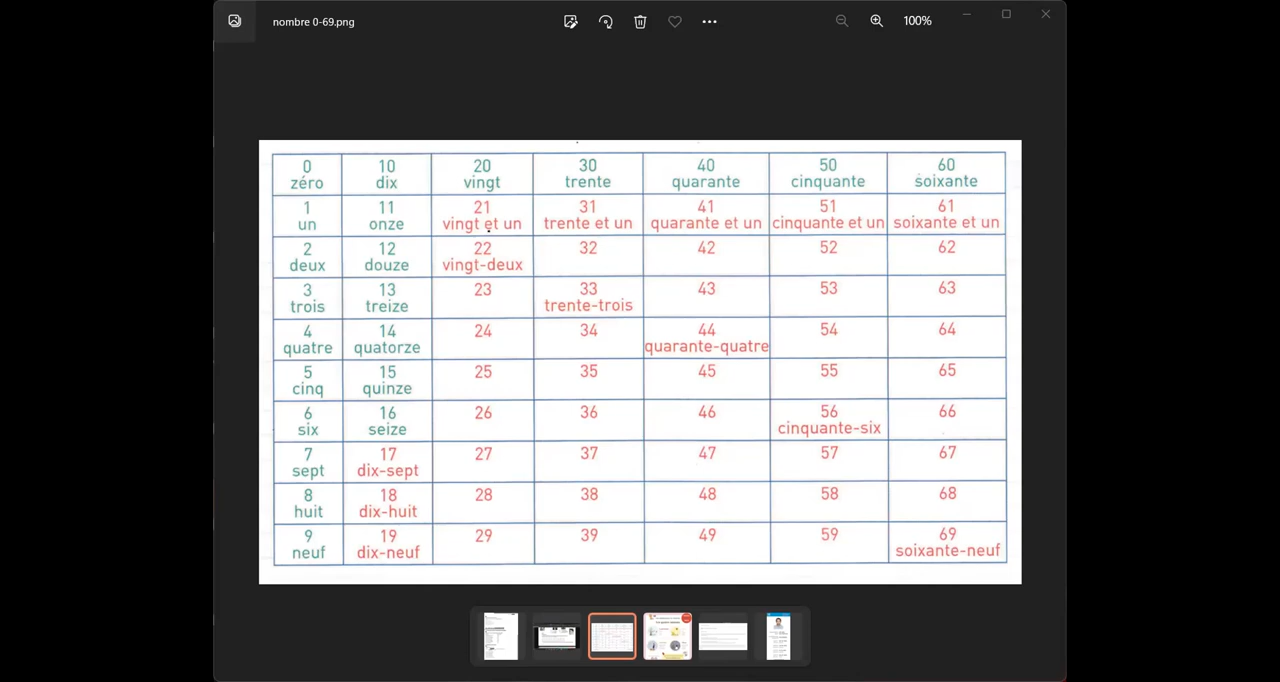 nombre 0-69.png
100%
0 10 20 30 40 50 60
zéro dix vingt trente quarante cinquante soixante
1 11 21 31 41 51 61
un onze vingt et un trente et un quarante et un cinquante et un soixante et un
2 12 22 32 42 52 62
deux douze vingt-deux
3 13 23 33 43 53 63
trois treize trente-trois
4 14 24 34 44 54 64
quatre quatorze quarante-quatre
5 15 25 35 45 55 65
cinq quinze
6 16 26 36 46 56 66
six seize cinquante-six
7 17 27 37 47 57 67
sept dix-sept
8 18 28 38 48 58 68
huit dix-huit
9 19 29 39 49 59 69
neuf dix-neuf soixante-neuf